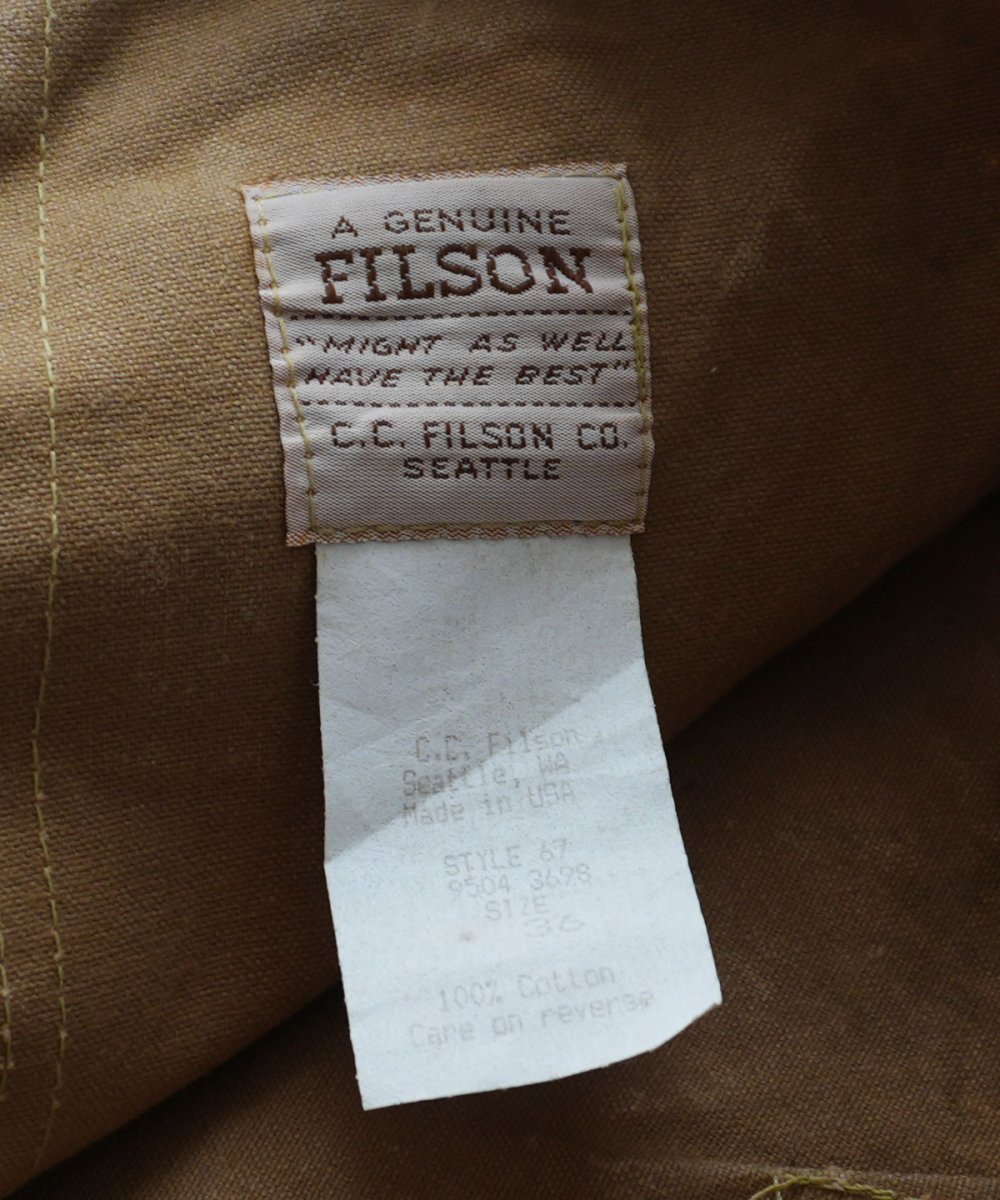 A GENUINE
FILSON
"MIGHT AS WELL
HAVE THE BEST"
C.C. FILSON CO.
SEATTLE
C.C. Filson
Seattle, WA
Made in USA
STYLE 67
9504 3698
SIZE
36
100% Cotton
Care on reverse